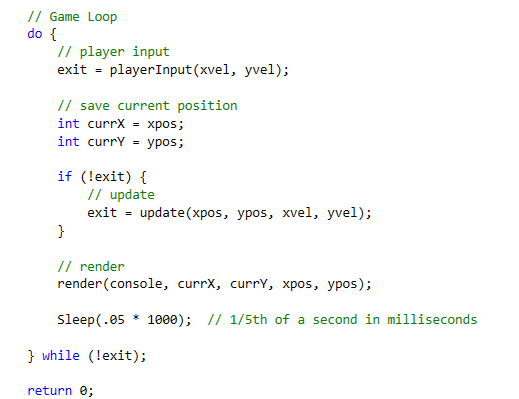 // Game Loop
do {
// player input
exit = playerInput(xvel, yvel);
// save current position
int currX = xpos;
int currY = ypos;
if (!exit) {
// update
exit = update(xpos, ypos, xvel, yvel);
}
// render
render(console, currX, currY, xpos, ypos);
Sleep(.05 * 1000);  // 1/5th of a second in milliseconds
} while (!exit);
return 0;